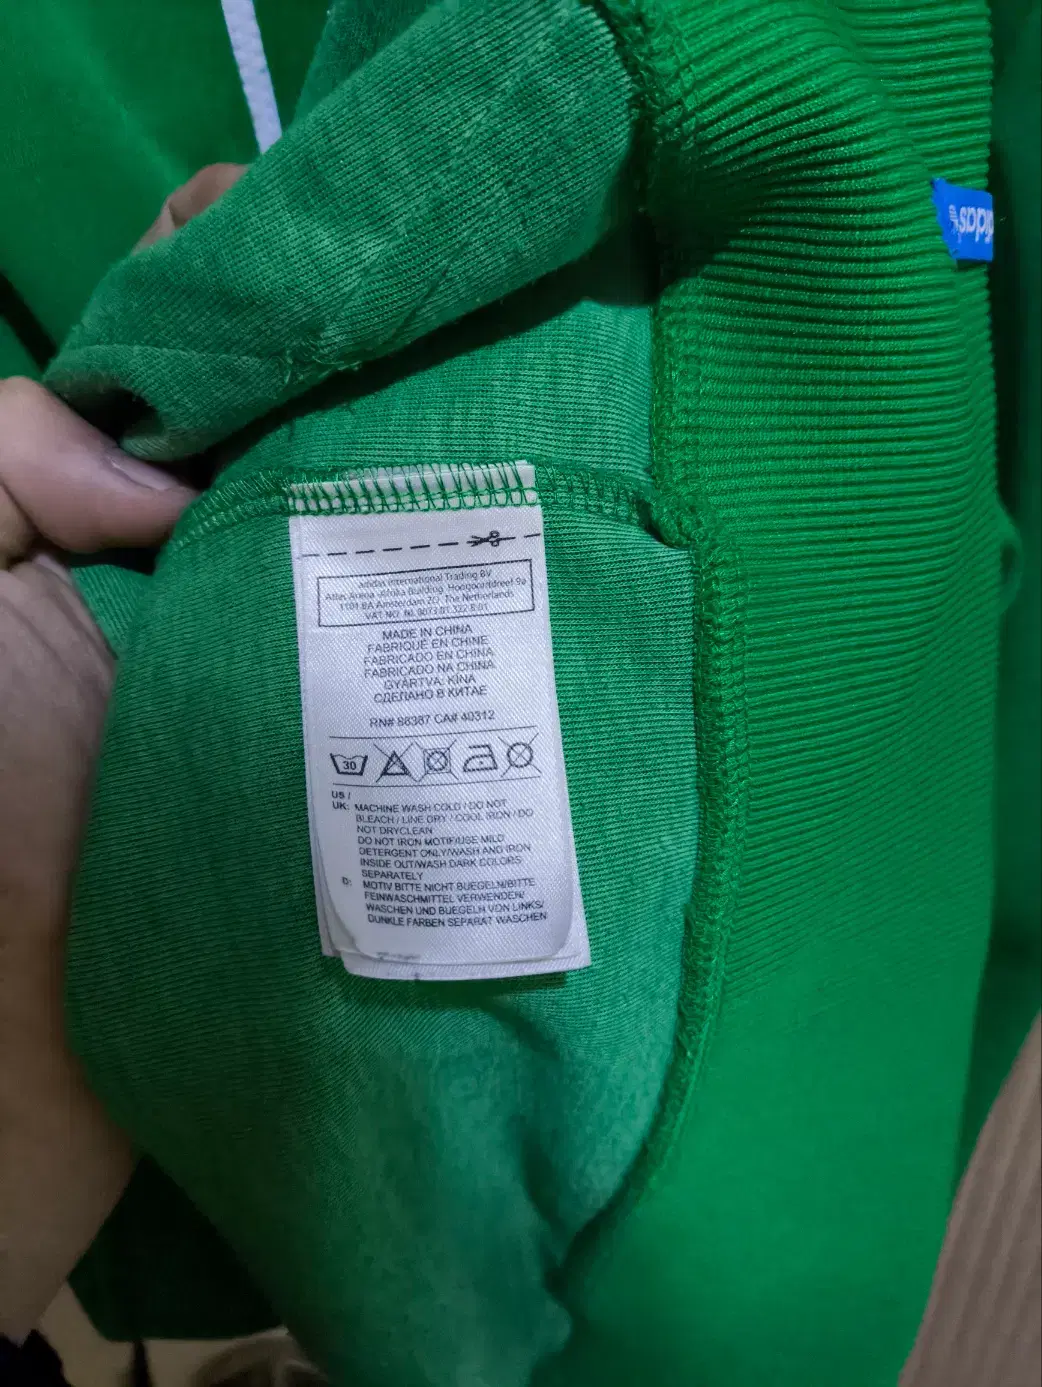 adidas
adidas International Trading BV
Atlas Arena -Afrika Building, Hoogoorddreef 9a
1101 BA Amsterdam ZO, The Netherlands
VAT NO: NL 8073.01.322.B.01
MADE IN CHINA
FABRIQUÉ EN CHINE
FABRICADO EN CHINA
FABRICADO NA CHINA
GYÁRTVA: KÍNA
СДЕЛАНО В КИТАЕ
RN# 88387 CA# 40312
30
US /
UK: MACHINE WASH COLD / DO NOT
BLEACH / LINE DRY / COOL IRON / DO
NOT DRYCLEAN
DO NOT IRON MOTIF/USE MILD
DETERGENT ONLY/WASH AND IRON
INSIDE OUT/WASH DARK COLORS
SEPARATELY
D: MOTIV BITTE NICHT BUEGELN/BITTE
FEINWASCHMITTEL VERWENDEN/
WASCHEN UND BUEGELN VON LINKS/
DUNKLE FARBEN SEPARAT WASCHEN